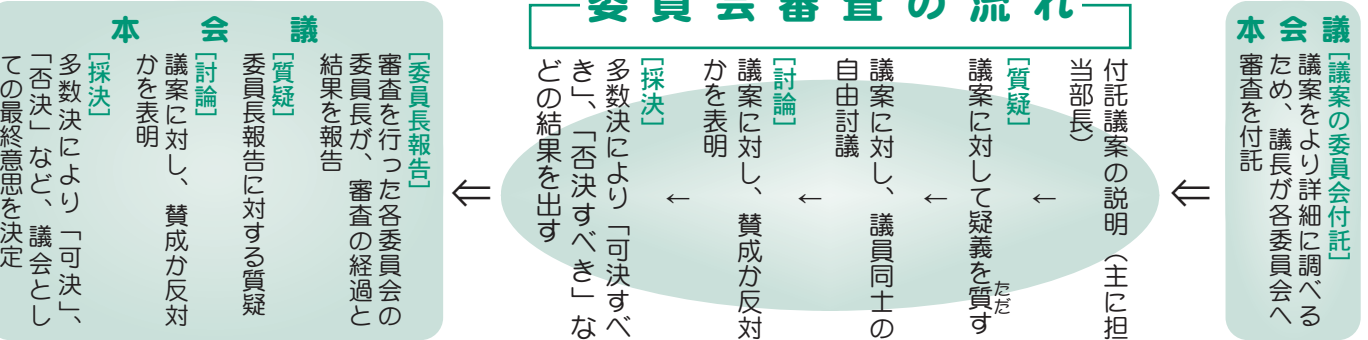 委員会審査の流れ
本会議
[議案の委員会付託]
議案をより詳細に調べる
ため、議長が各委員会へ
審査を付託
⇐
付託議案の説明（主に担
当部長）
←
[質疑]
議案に対して疑義を質す
ただ
←
議案に対し、議員同士の
自由討議
←
[討論]
議案に対し、賛成か反対
かを表明
←
[採決]
多数決により「可決すべ
き」、「否決すべき」な
どの結果を出す
⇐
本会議
[委員長報告]
審査を行った各委員会の
委員長が、審査の経過と
結果を報告
[質疑]
委員長報告に対する質疑
[討論]
議案に対し、賛成か反対
かを表明
[採決]
多数決により「可決」、
「否決」など、議会とし
ての最終意思を決定